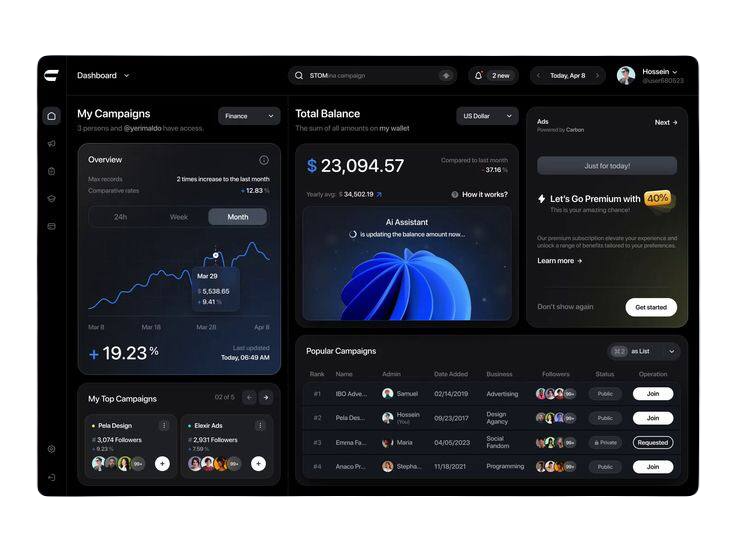 Dashboard
STOMina campaign
2 new
Today, Apr 8
Hossein
@user680523
My Campaigns
3 persons and @yerimaldo have access.
Finance
Overview
Max records
2 times increase to the last month
Comparative rates
+ 12.83 %
24h
Week
Month
Mar 29
$ 5,538.65
+ 9.41 %
Mar 8
Mar 18
Mar 28
Apr 8
+ 19.23 %
Last updated
Today, 06:49 AM
My Top Campaigns
02 of 5
Pela Design
# 3,074 Followers
+ 9.23 %
99+
Elexir Ads
# 2,931 Followers
+ 7.59 %
99+
Total Balance
The sum of all amounts on my wallet
US Dollar
$ 23,094.57
Compared to last month
- 37.16 %
Yearly avg: $ 34,502.19
How it works?
Ai Assistant
is updating the balance amount now...
Ads
Powered by Carbon
Next →
Just for today!
Let's Go Premium with 40%
This is your amazing chance!
Our premium subscription elevate your experience and
unlock a range of benefits tailored to your preferences.
Learn more →
Don't show again
Get started
Popular Campaigns
⌘2 as List
Rank Name Admin Date Added Business Followers Status Operation
#1 IBO Adve... Samuel 02/14/2019 Advertising 99+ Public Join
#2 Pela Des... Hossein (You) 09/23/2017 Design Agancy 99+ Public Join
#3 Emma Fa... Maria 04/05/2023 Social Fandom 99+ Private Requested
#4 Anaco Pr... Stepha... 11/18/2021 Programming 99+ Public Join